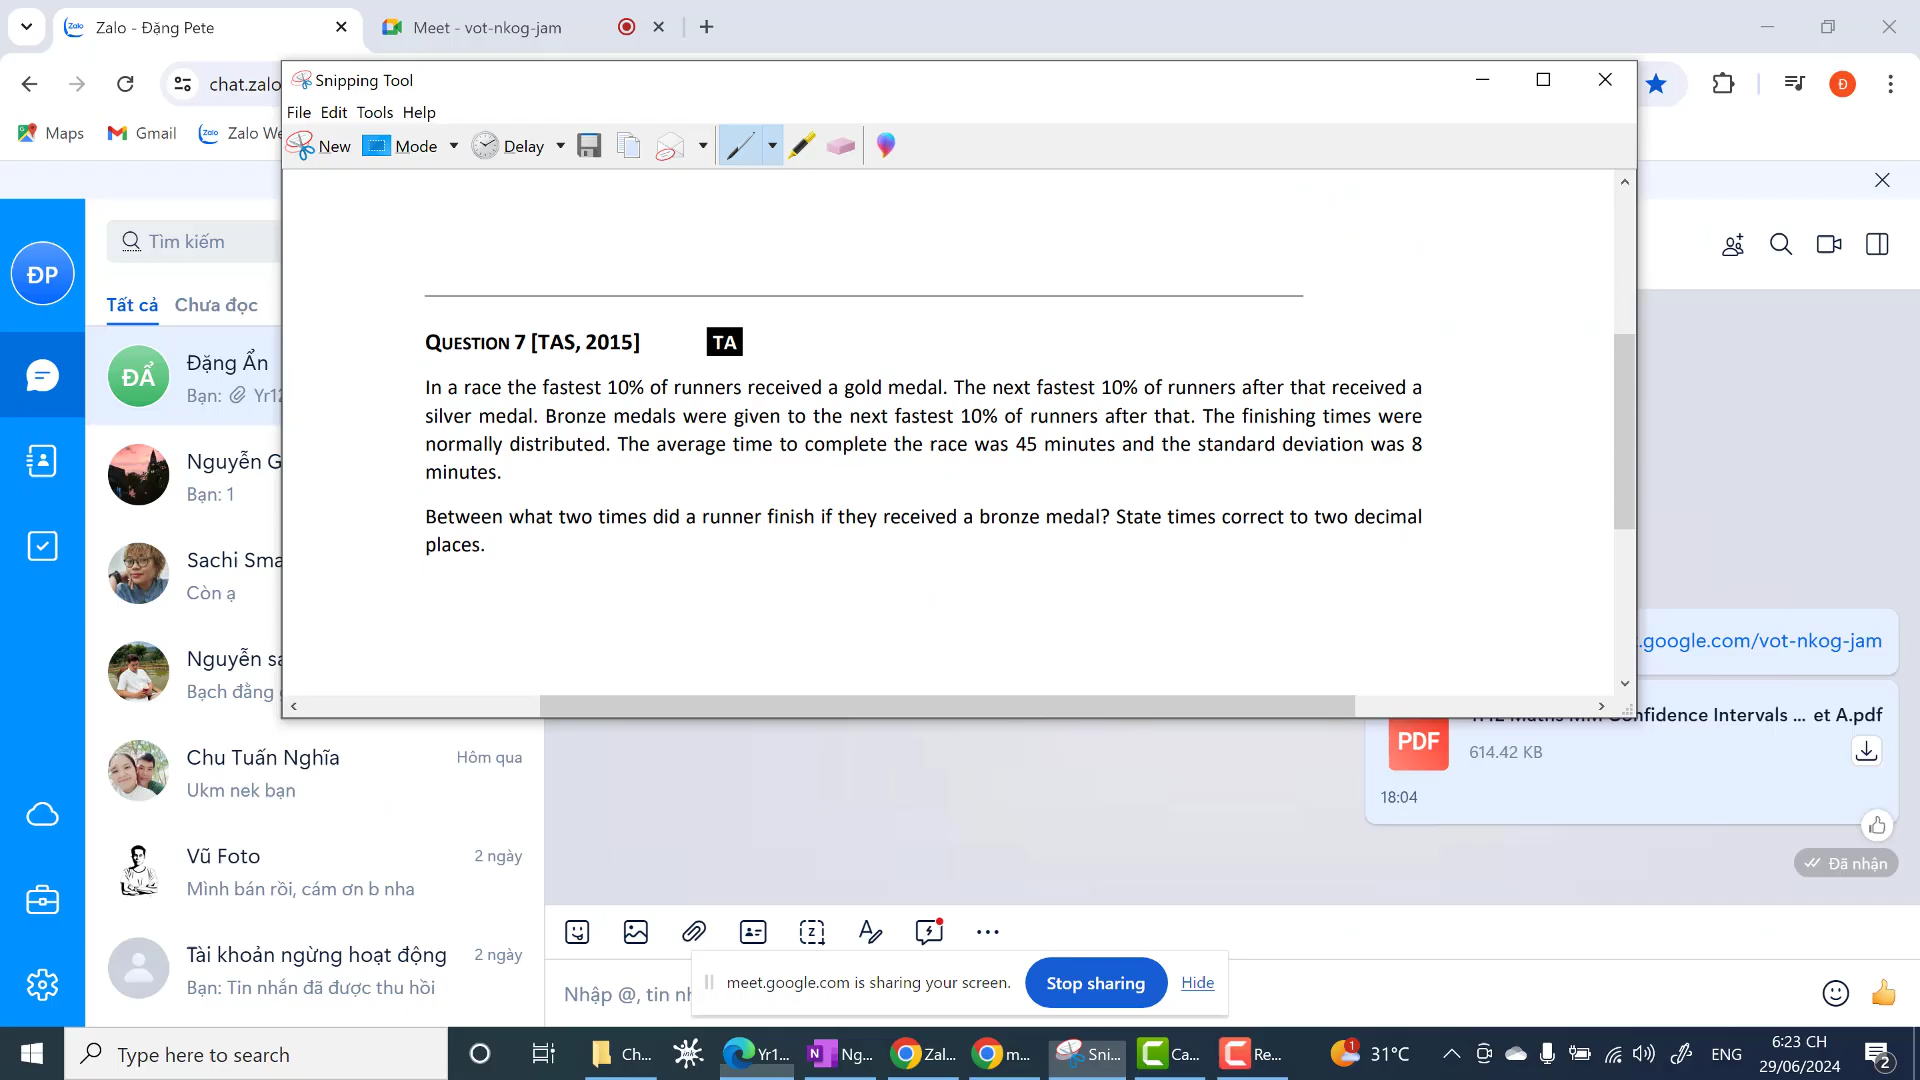 Zalo - Đặng Pete
Meet - vot-nkog-jam
chat.zalo
Maps
Gmail
Zalo We
Snipping Tool
File Edit Tools Help
New
Mode
Delay
QUESTION 7 [TAS, 2015] TA
In a race the fastest 10% of runners received a gold medal. The next fastest 10% of runners after that received a
silver medal. Bronze medals were given to the next fastest 10% of runners after that. The finishing times were
normally distributed. The average time to complete the race was 45 minutes and the standard deviation was 8
minutes.
Between what two times did a runner finish if they received a bronze medal? State times correct to two decimal
places.
ĐP
Tìm kiếm
Tất cả Chưa đọc
ĐẨ
Đặng Ẩn
Bạn: Yr12
Nguyễn G
Bạn: 1
Sachi Sma
Còn ạ
Nguyễn sa
Bạch đằng
Chu Tuấn Nghĩa Hôm qua
Ukm nek bạn
Vũ Foto 2 ngày
Mình bán rồi, cám ơn b nha
Tài khoản ngừng hoạt động 2 ngày
Bạn: Tin nhắn đã được thu hồi
.google.com/vot-nkog-jam
Confidence Intervals ... et A.pdf
PDF
614.42 KB
18:04
Đã nhận
Nhập @, tin nh
meet.google.com is sharing your screen.
Stop sharing
Hide
Type here to search
Ch...
Yr1...
Ng...
Zal...
m...
Sni...
Ca...
Re...
1
31°C
ENG
6:23 CH
29/06/2024
2